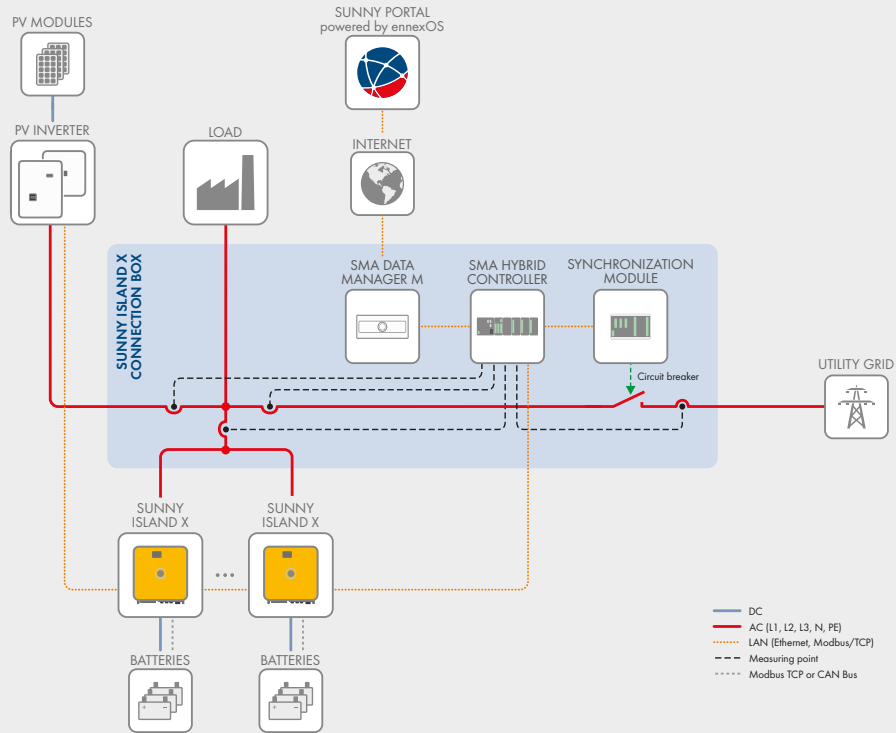 PV MODULES
SUNNY PORTAL
powered by ennexOS
PV INVERTER
LOAD
INTERNET
SUNNY ISLAND X
CONNECTION BOX
SMA DATA
MANAGER M
SMA HYBRID
CONTROLLER
SYNCHRONIZATION
MODULE
Circuit breaker
UTILITY GRID
SUNNY
ISLAND X
SUNNY
ISLAND X
...
BATTERIES
BATTERIES
DC
AC (L1, L2, L3, N, PE)
LAN (Ethernet, Modbus/TCP)
Measuring point
Modbus TCP or CAN Bus